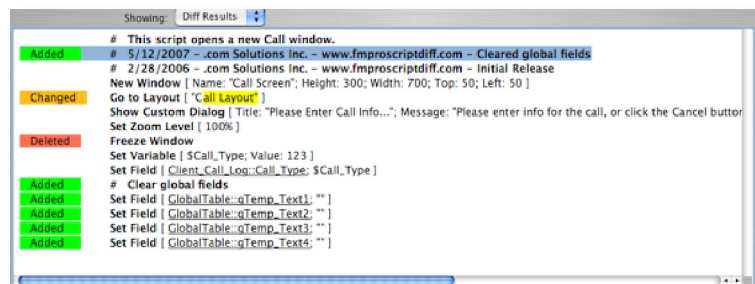 Showing: Diff Results
# This script opens a new Call window.
Added # 5/12/2007 – .com Solutions Inc. – www.fmproscriptdiff.com – Cleared global fields
# 2/28/2006 – .com Solutions Inc. – www.fmproscriptdiff.com – Initial Release
New Window [ Name: "Call Screen"; Height: 300; Width: 700; Top: 50; Left: 50 ]
Changed Go to Layout [ "Call Layout" ]
Show Custom Dialog [ Title: "Please Enter Call Info..."; Message: "Please enter info for the call, or click the Cancel button
Set Zoom Level [ 100% ]
Deleted Freeze Window
Set Variable [ $Call_Type; Value: 123 ]
Set Field [ Client_Call_Log::Call_Type; $Call_Type ]
Added # Clear global fields
Added Set Field [ GlobalTable::gTemp_Text1; "" ]
Added Set Field [ GlobalTable::gTemp_Text2; "" ]
Added Set Field [ GlobalTable::gTemp_Text3; "" ]
Added Set Field [ GlobalTable::gTemp_Text4; "" ]